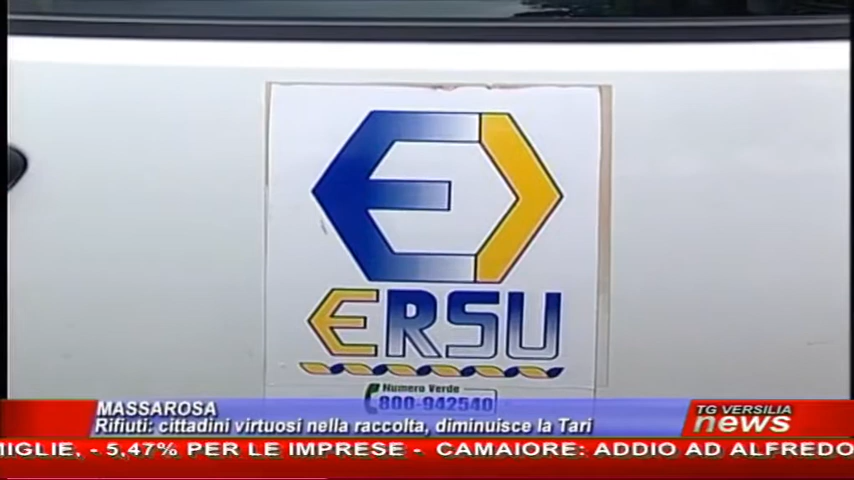 ERSU
Numero Verde
800-942540
MASSAROSA
Rifiuti: cittadini virtuosi nella raccolta, diminuisce la Tari
TG VERSILIA
news
MIGLIE, - 5,47% PER LE IMPRESE - CAMAIORE: ADDIO AD ALFREDO